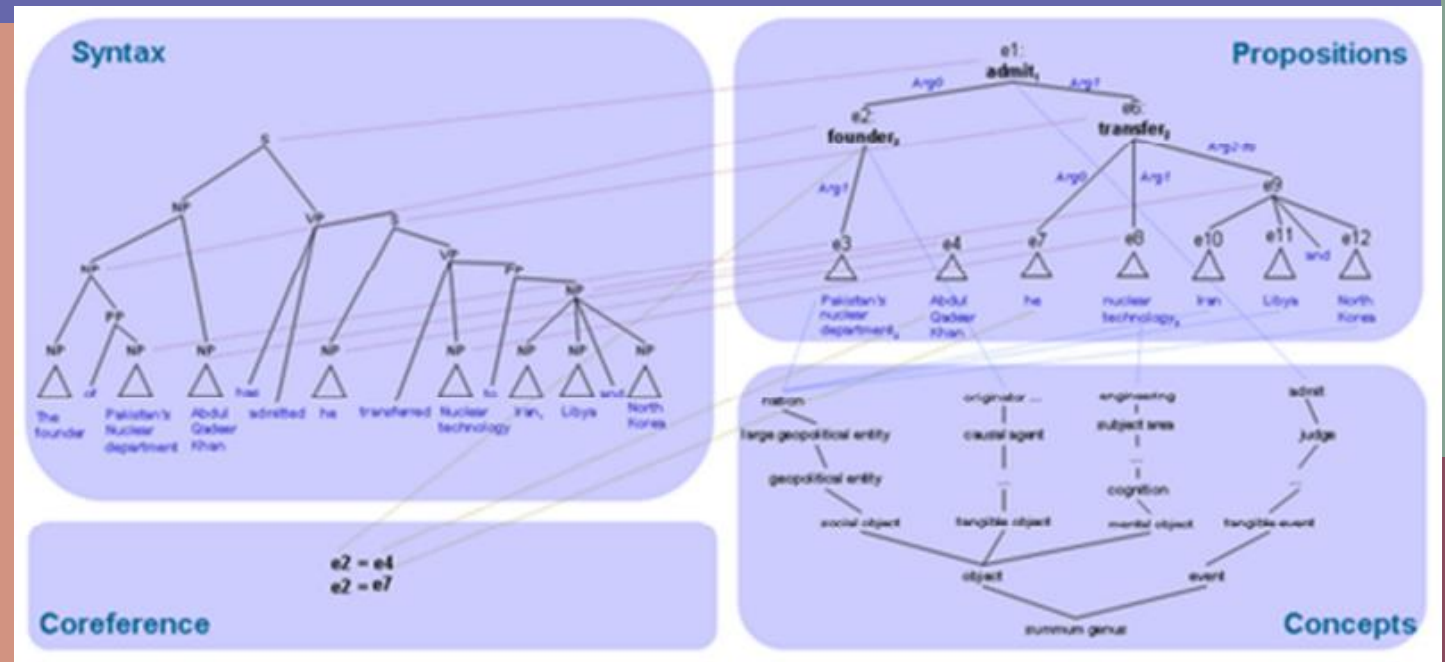 Syntax
S
NP
VP
S
NP
VP
PP
NP
PP
NP
NP
NP
NP
NP
NP
NP
NP
The founder
of
Pakistan's Nuclear department
Abdul Qadeer Khan
has
admitted
he
transferred
Nuclear technology
to
Iran,
Libya
and
North Korea
Propositions
e1:
admit
Arg0
Arg1
e2:
founder
e6:
transfer
Arg2-to
Arg1
Arg0
Arg1
e9
e3
e4
e7
e8
e10
e11
and
e12
Pakistan's
nuclear
department
Abdul
Qadeer
Khan
he
nuclear
technology
Iran
Libya
North
Korea
Coreference
e2 = e4
e2 = e7
nation
originator ...
engineering
admit
large geopolitical entity
causal agent
subject area
judge
...
...
...
geopolitical entity
cognition
social object
tangible object
mental object
tangible event
object
event
summum genus
Concepts